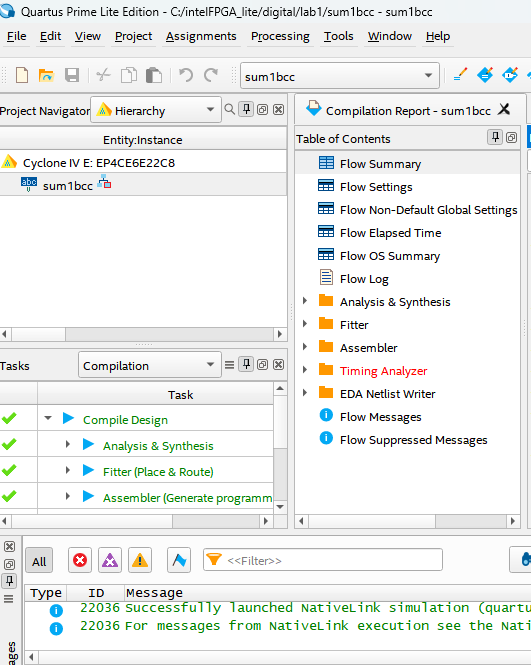 Quartus Prime Lite Edition - C:/intelFPGA_lite/digital/lab1/sum1bcc - sum1bcc
File Edit View Project Assignments Processing Tools Window Help
sum1bcc
Project Navigator Hierarchy
Entity:Instance
Cyclone IV E: EP4CE6E22C8
sum1bcc
Compilation Report - sum1bcc
Table of Contents
Flow Summary
Flow Settings
Flow Non-Default Global Settings
Flow Elapsed Time
Flow OS Summary
Flow Log
Analysis & Synthesis
Fitter
Assembler
Timing Analyzer
EDA Netlist Writer
Flow Messages
Flow Suppressed Messages
Tasks Compilation
Task
Compile Design
Analysis & Synthesis
Fitter (Place & Route)
Assembler (Generate programm
All <<Filter>>
Type ID Message
22036 Successfully launched NativeLink simulation (quartu
22036 For messages from NativeLink execution see the Nati